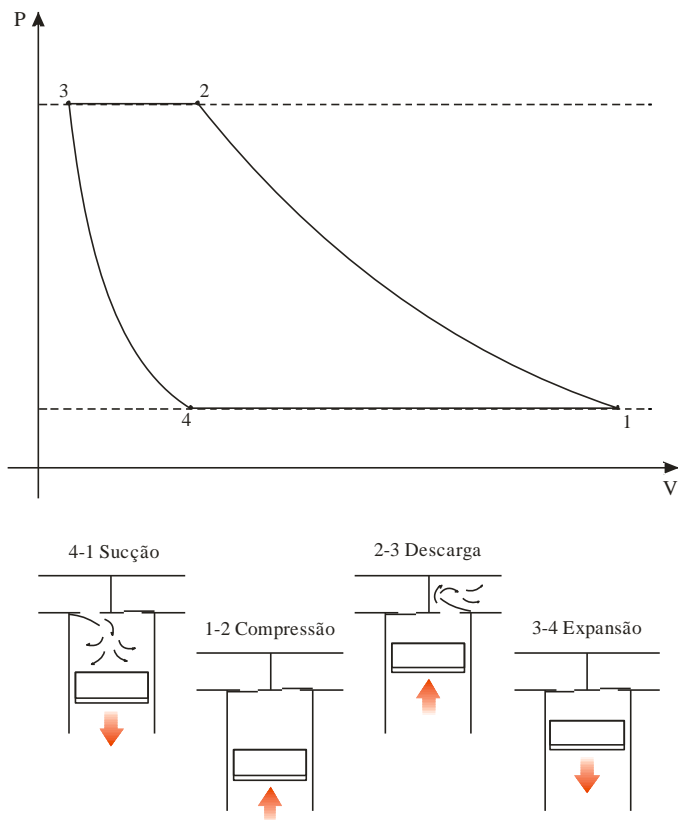 P
3
2
4
1
V
4-1 Sucção
2-3 Descarga
1-2 Compressão
3-4 Expansão